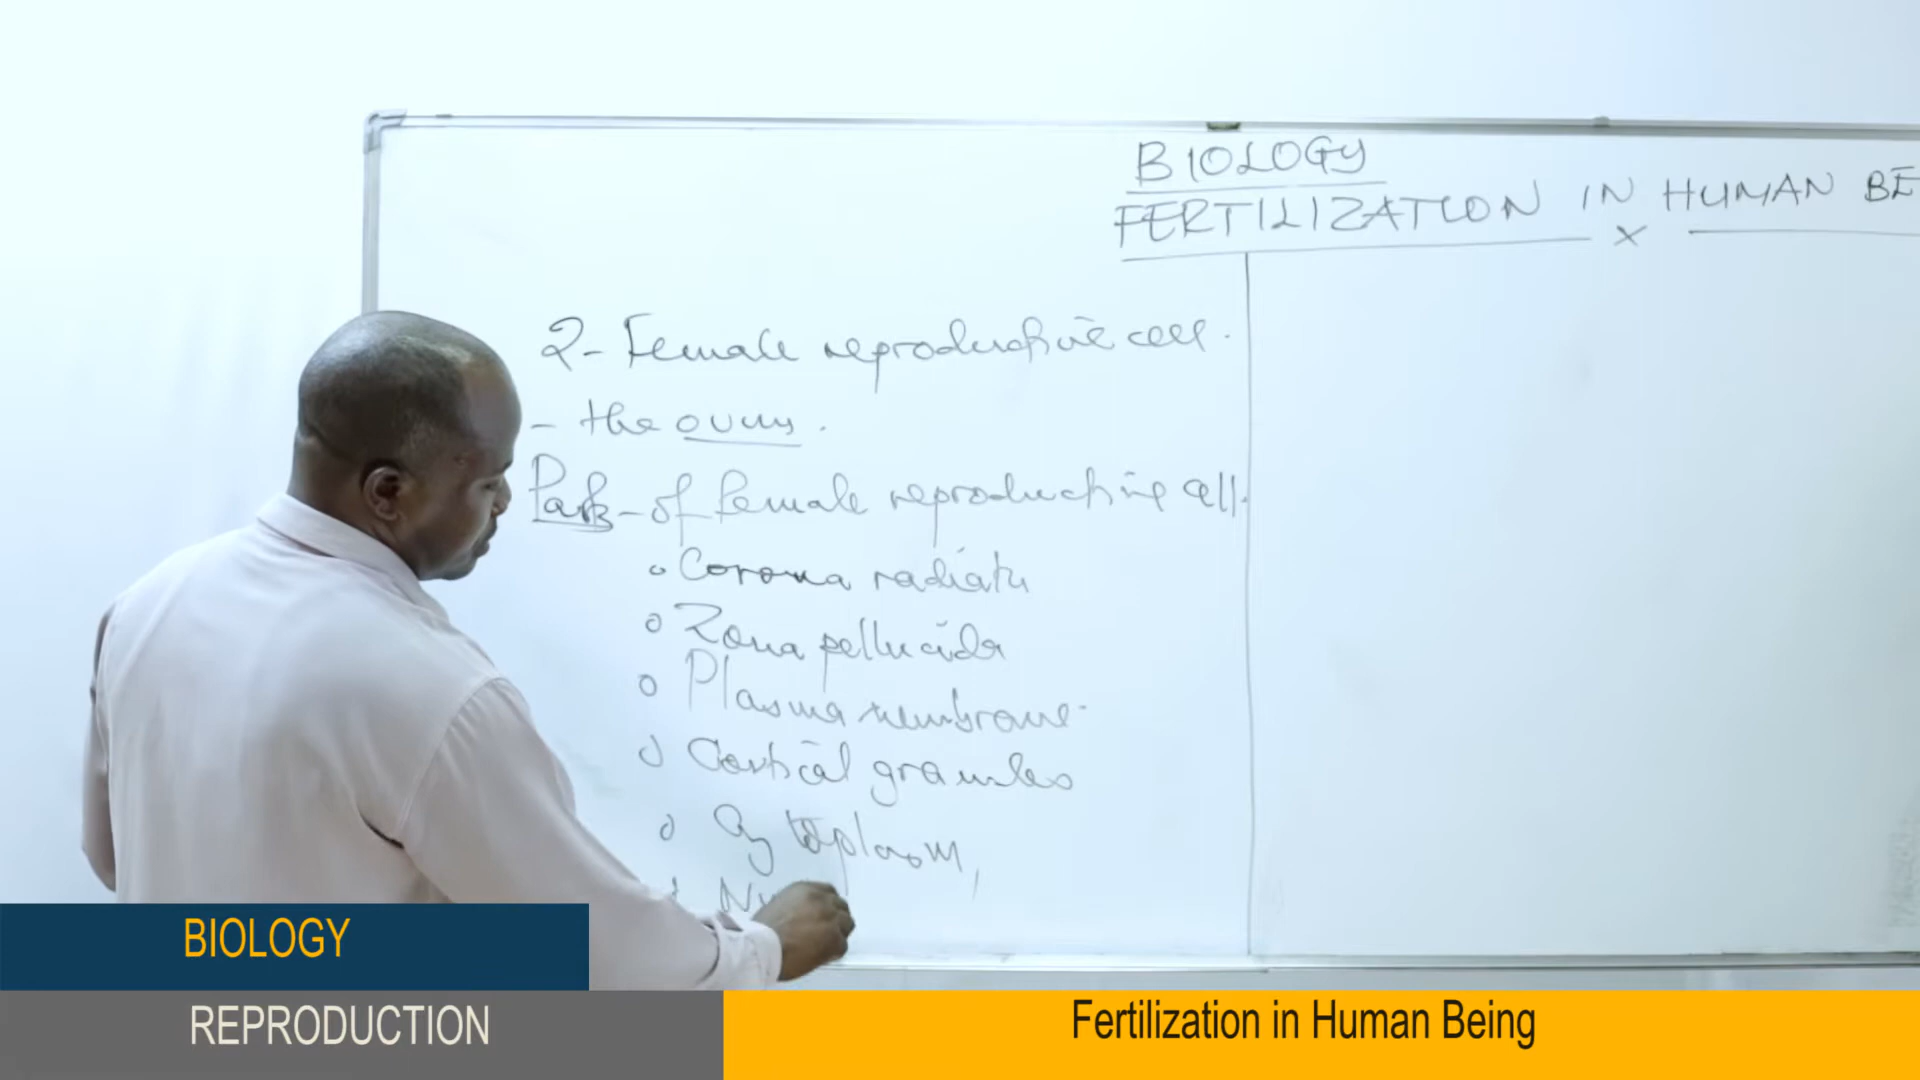 BIOLOGY
FERTILIZATION IN HUMAN BE
2- Female reproductive cell.
- the ovum.
Parts - of female reproductive cell.
o Corona radiata
o Zona pellucida
o Plasma membrane
o Cortical granules
o Cytoplasm,
BIOLOGY
REPRODUCTION
Fertilization in Human Being